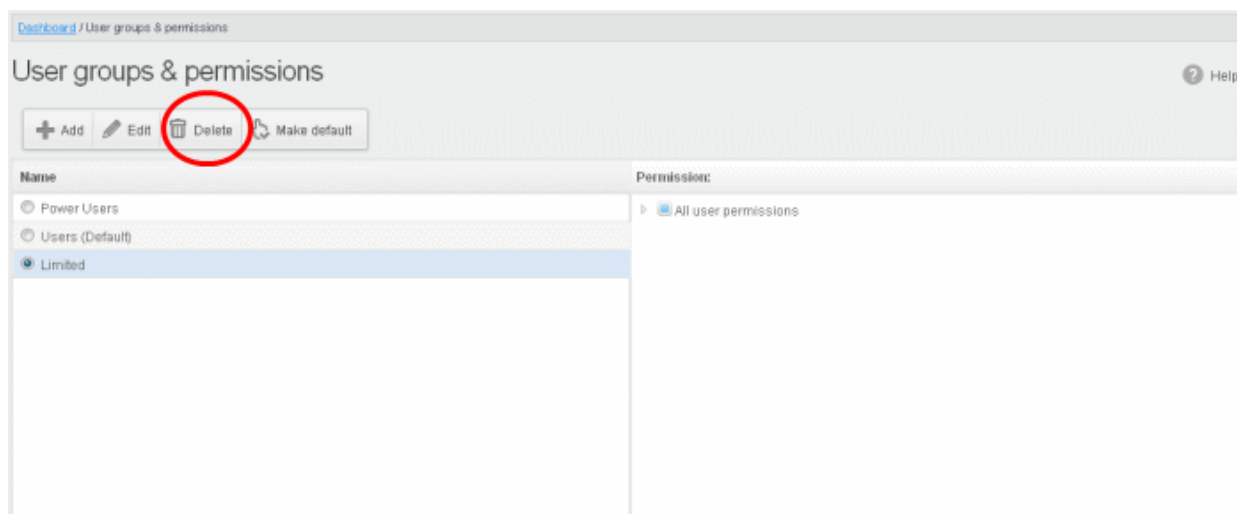 Dashboard / User groups & permissions
User groups & permissions
Help
Add Edit Delete Make default
Name Permission:
Power Users All user permissions
Users (Default)
Limited